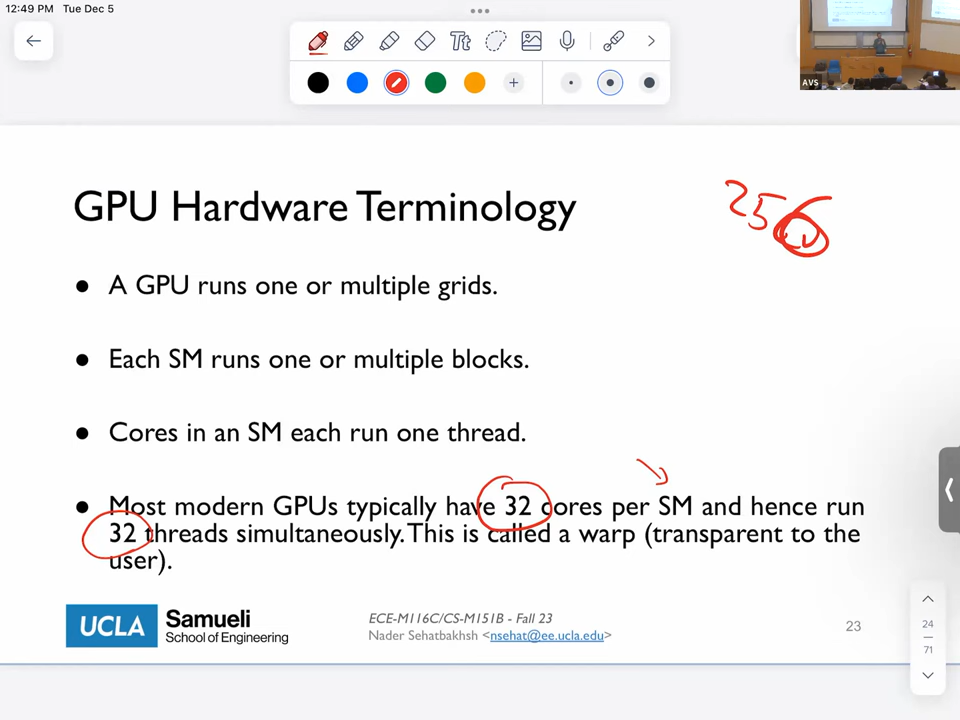 12:49 PM Tue Dec 5
Tt
AVS
GPU Hardware Terminology
256
● A GPU runs one or multiple grids.
● Each SM runs one or multiple blocks.
● Cores in an SM each run one thread.
● Most modern GPUs typically have 32 cores per SM and hence run
32 threads simultaneously. This is called a warp (transparent to the
user).
UCLA Samueli
School of Engineering
ECE-M116C/CS-M151B - Fall 23
Nader Sehatbakhsh <nsehat@ee.ucla.edu>
23
24
71